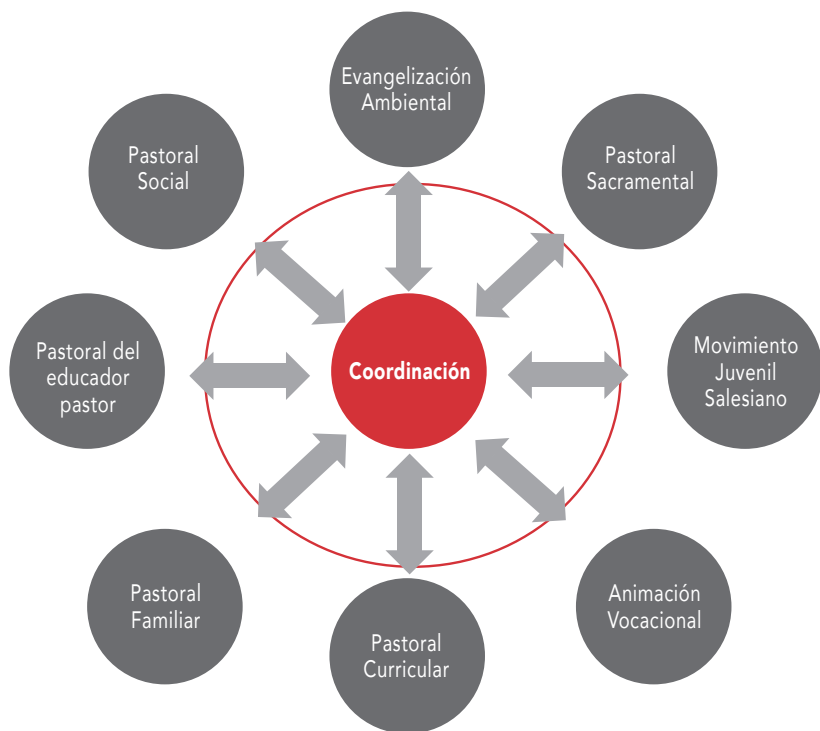 Evangelización
Ambiental
Pastoral
Social
Pastoral
Sacramental
Pastoral del
educador
pastor
Coordinación
Movimiento
Juvenil
Salesiano
Pastoral
Familiar
Animación
Vocacional
Pastoral
Curricular